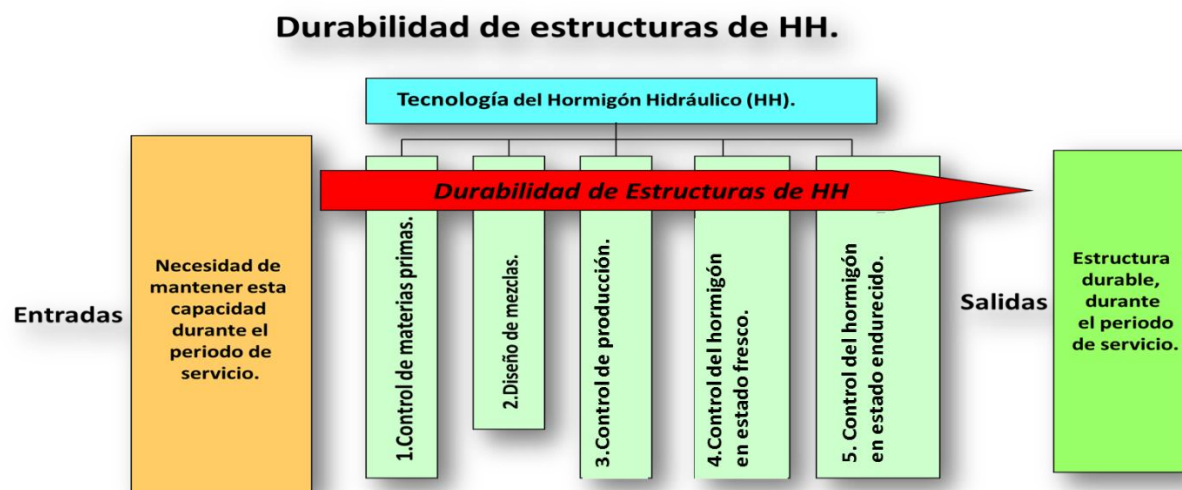 Durabilidad de estructuras de HH.
Tecnología del Hormigón Hidráulico (HH).
Durabilidad de Estructuras de HH
Entradas
Necesidad de
mantener esta
capacidad
durante el
periodo de
servicio.
1.Control de materias primas.
2.Diseño de mezclas.
3.Control de producción.
4.Control del hormigón
en estado fresco.
5. Control del hormigón
en estado endurecido.
Salidas
Estructura
durable,
durante
el periodo
de servicio.